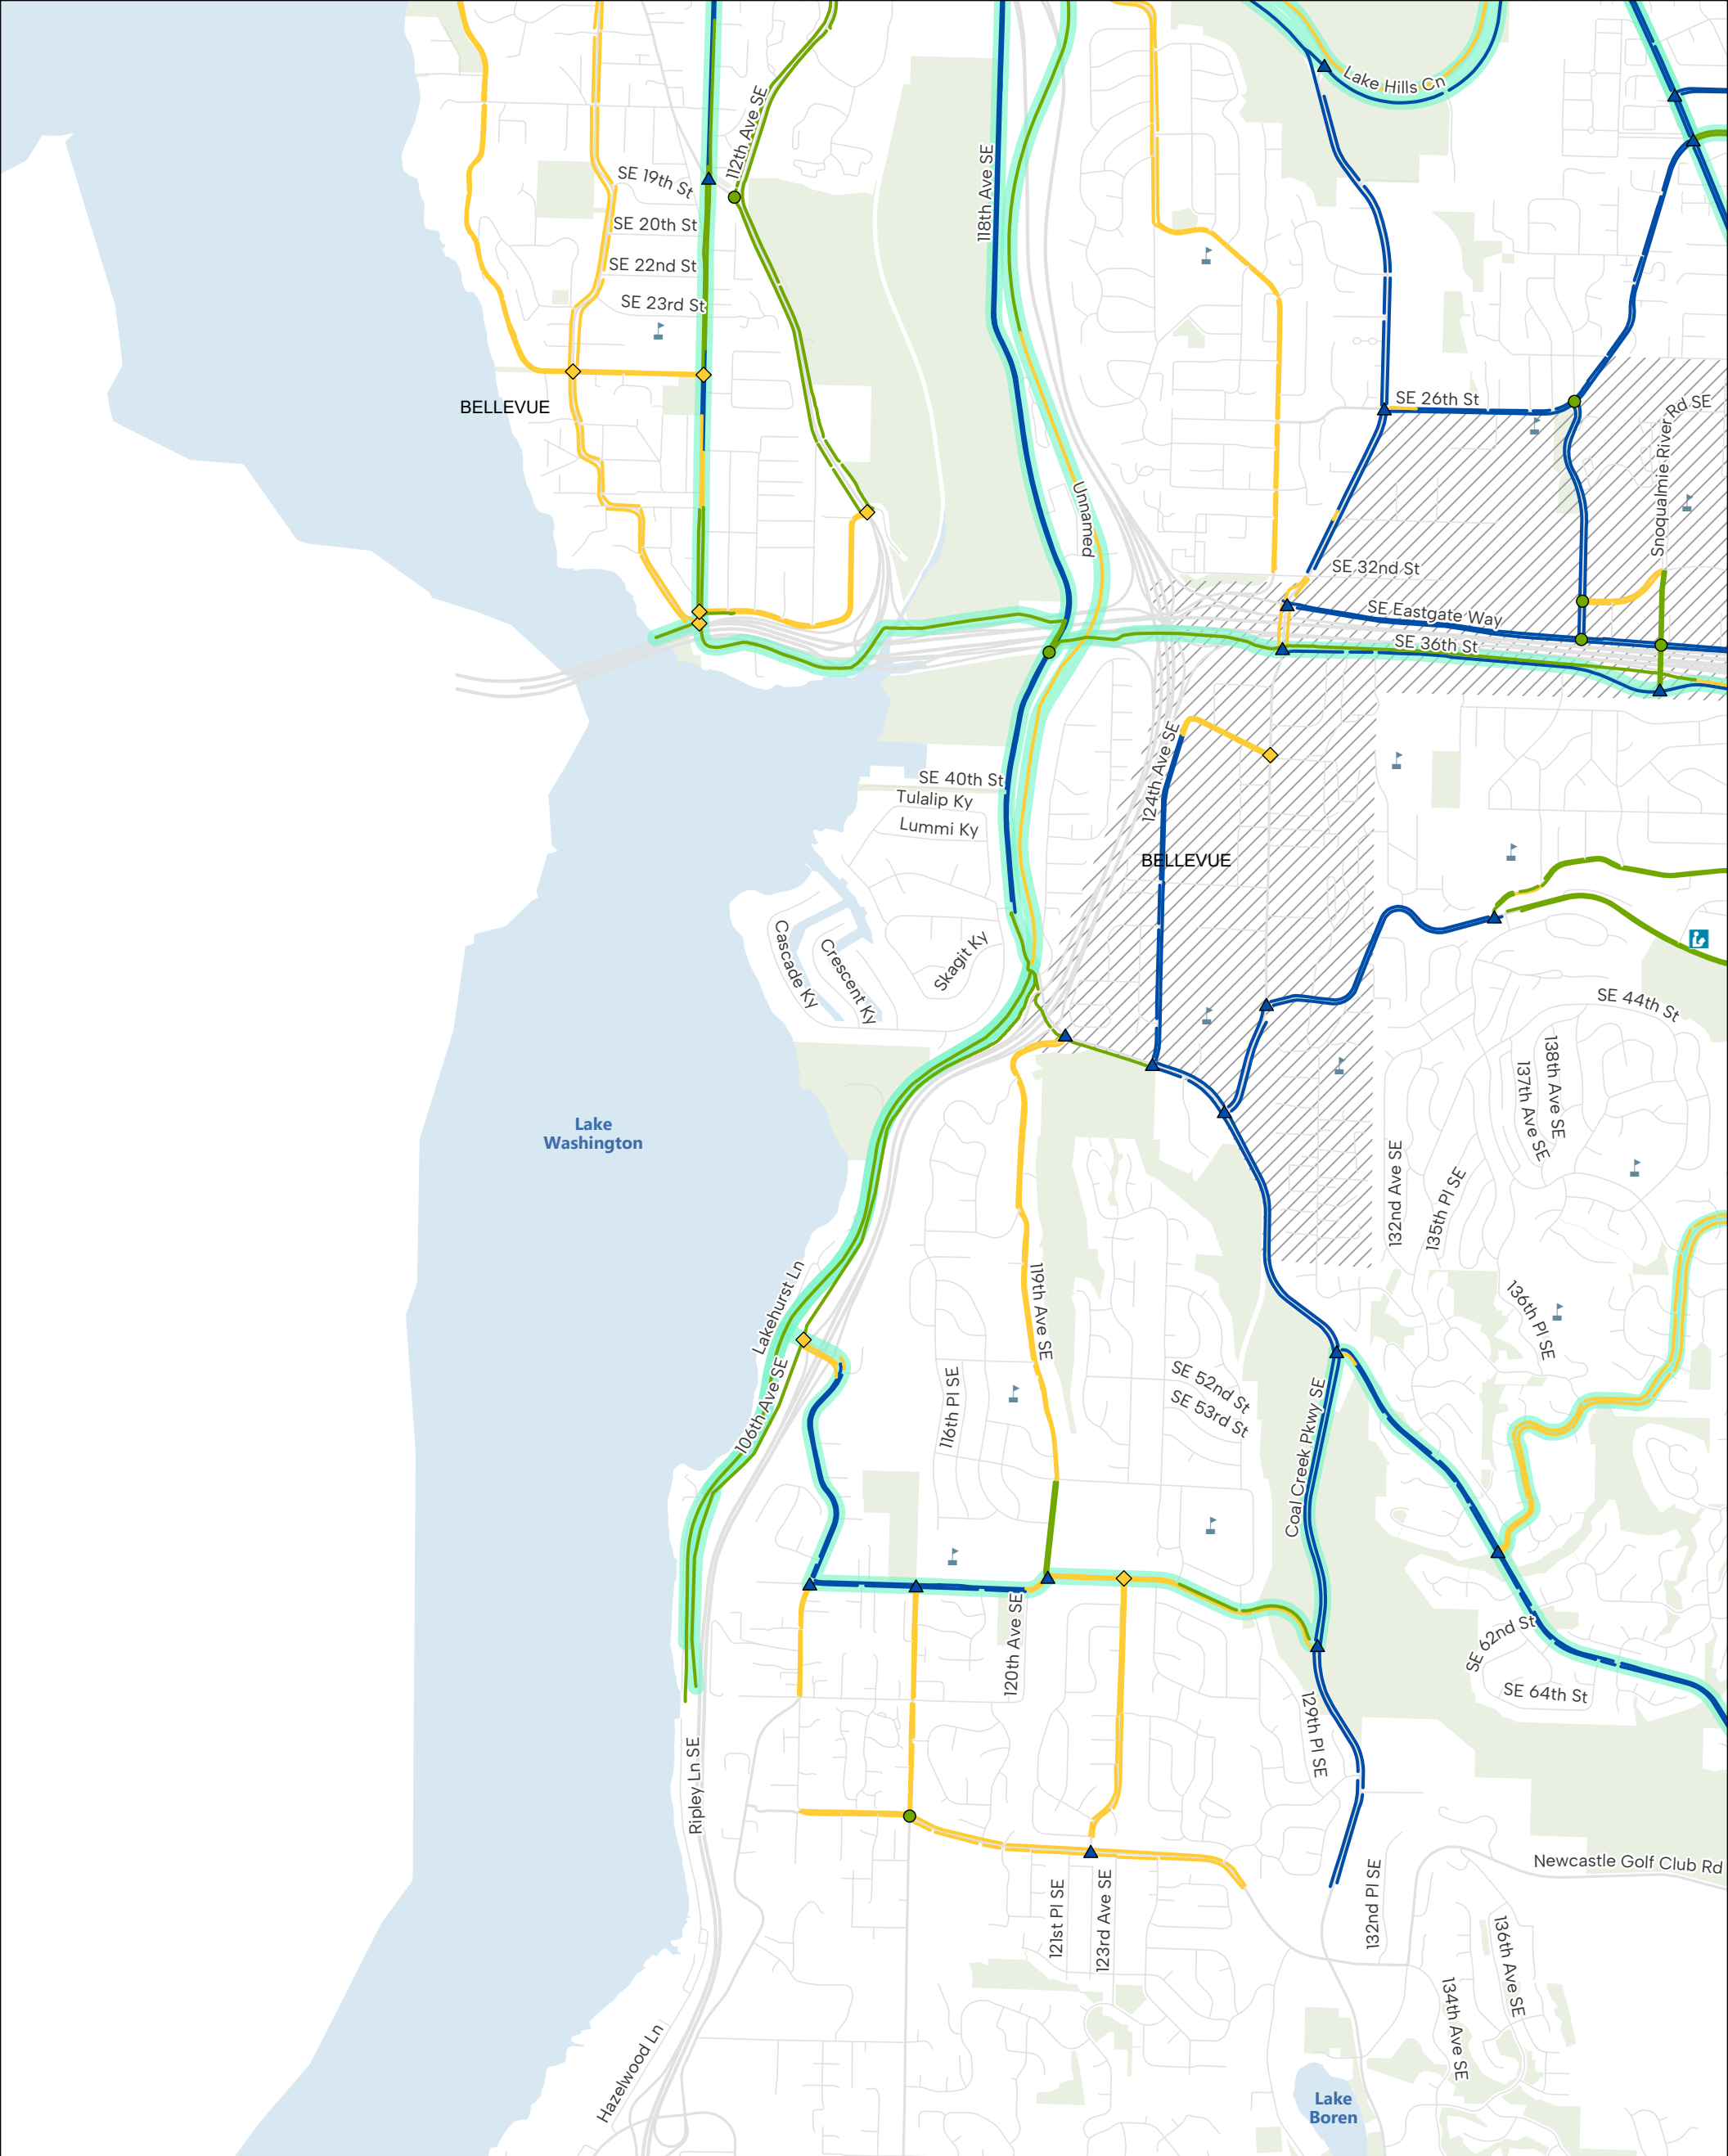 Lake Hills Cn
112th Ave SE
SE 19th St
118th Ave SE
SE 20th St
SE 22nd St
SE 23rd St
SE 26th St
Snoqualmie River Rd SE
BELLEVUE
Unnamed
SE 32nd St
SE Eastgate Way
SE 36th St
124th Ave SE
SE 40th St
Tulalip Ky
Lummi Ky
BELLEVUE
Cascade Ky
Crescent Ky
Skagit Ky
SE 44th St
138th Ave SE
137th Ave SE
Lake
Washington
132nd Ave SE
135th Pl SE
Lakehurst Ln
119th Ave SE
136th Pl SE
106th Ave SE
116th Pl SE
SE 52nd St
SE 53rd St
Coal Creek Pkwy SE
120th Ave SE
SE 62nd St
SE 64th St
129th Pl SE
Ripley Ln SE
Newcastle Golf Club Rd
121st Pl SE
123rd Ave SE
132nd Pl SE
136th Ave SE
134th Ave SE
Hazelwood Ln
Lake
Boren